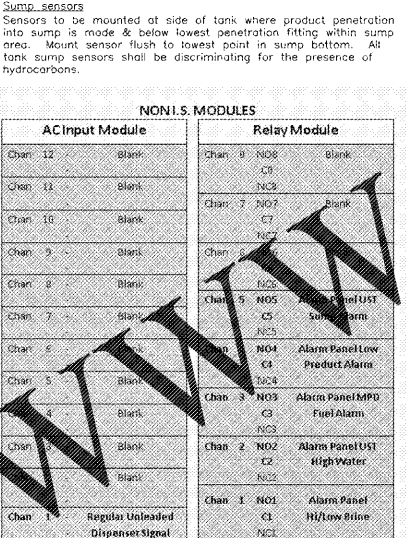 Sump sensors
Sensors to be mounted at side of tank where product penetration
into sump is made & below lowest penetration fitting within sump
area. Mount sensor flush to lowest point in sump bottom. All
tank sump sensors shall be discriminating for the presence of
hydrocarbons.
NON I.S. MODULES
AC Input Module
Chan 12 - Blank
-
Chan 11 - Blank
-
Chan 10 - Blank
-
Chan 9 - Blank
-
Chan 8 - Blank
-
Chan 7 - Blank
-
Chan 6 - Blank
-
Chan 5 - Blank
-
4 - Blank
-
Chan 3 - Blank
-
Blank
Chan 1 - Regular Unleaded
Dispenser Signal
Relay Module
Chan 8 NO8 Blank
C8
NC8
Chan 7 NO7 Blank
C7
NC7
Chan
NC6
Chan 5 NO5 Alarm Panel UST
C5 Sump Alarm
NC5
NO4 Alarm Panel Low
C4 Product Alarm
NC4
Chan 3 NO3 Alarm Panel MPD
C3 Fuel Alarm
NC3
Chan 2 NO2 Alarm Panel UST
C2 High Water
NC2
Chan 1 NO1 Alarm Panel
C1 Hi/Low Brine
NC1
WWW